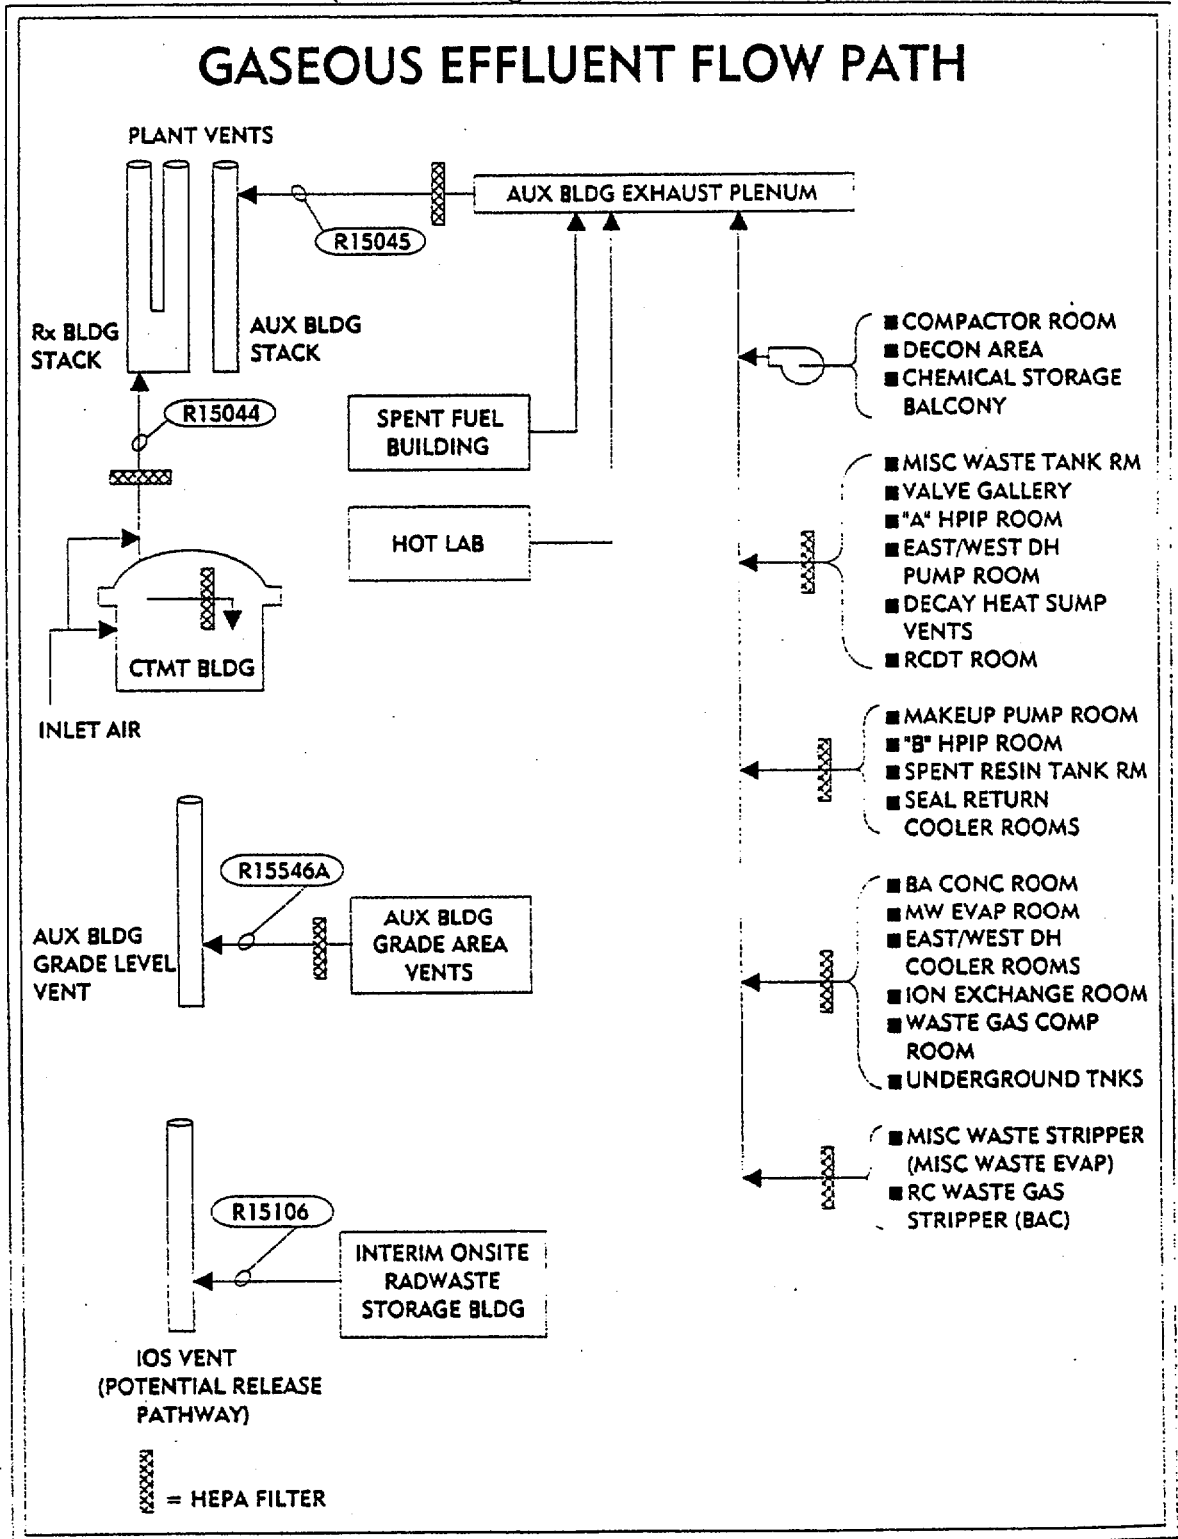 GASEOUS EFFLUENT FLOW PATH
PLANT VENTS
AUX BLDG EXHAUST PLENUM
R15045
Rx BLDG
STACK
AUX BLDG
STACK
R15044
SPENT FUEL
BUILDING
HOT LAB
CTMT BLDG
INLET AIR
■ COMPACTOR ROOM
■ DECON AREA
■ CHEMICAL STORAGE
BALCONY
■ MISC WASTE TANK RM
■ VALVE GALLERY
■ "A" HPIP ROOM
■ EAST/WEST DH
PUMP ROOM
■ DECAY HEAT SUMP
VENTS
■ RCDT ROOM
■ MAKEUP PUMP ROOM
■ "B" HPIP ROOM
■ SPENT RESIN TANK RM
■ SEAL RETURN
COOLER ROOMS
■ BA CONC ROOM
■ MW EVAP ROOM
■ EAST/WEST DH
COOLER ROOMS
■ ION EXCHANGE ROOM
■ WASTE GAS COMP
ROOM
■ UNDERGROUND TNKS
■ MISC WASTE STRIPPER
(MISC WASTE EVAP)
■ RC WASTE GAS
STRIPPER (BAC)
R15546A
AUX BLDG
GRADE LEVEL
VENT
AUX BLDG
GRADE AREA
VENTS
R15106
INTERIM ONSITE
RADWASTE
STORAGE BLDG
IOS VENT
(POTENTIAL RELEASE
PATHWAY)
= HEPA FILTER